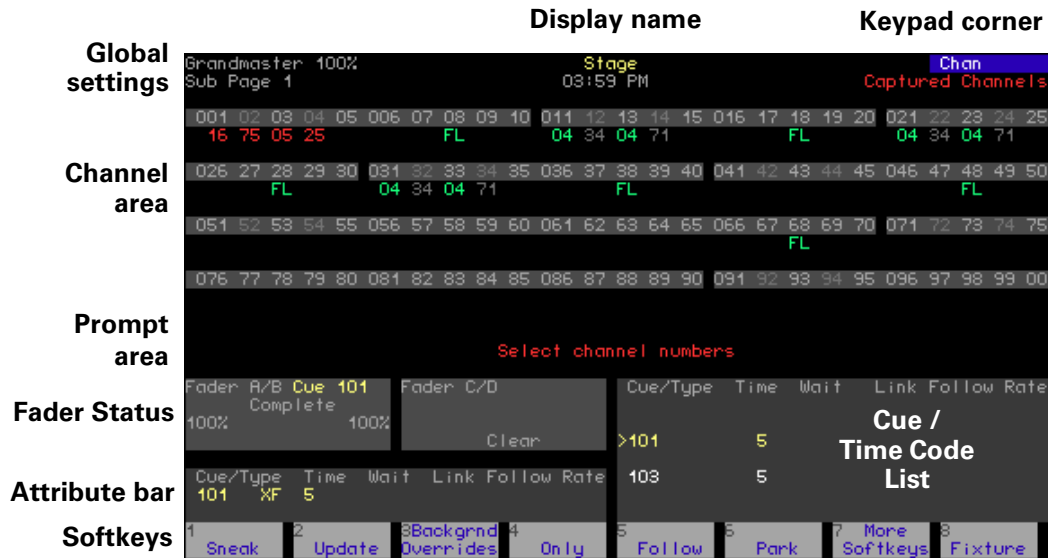 Display name Keypad corner
Global settings
Grandmaster 100% Stage Chan
Sub Page 1 03:59 PM Captured Channels
001 02 03 04 05 006 07 08 09 10 011 12 13 14 15 016 17 18 19 20 021 22 23 24 25
16 75 05 25 FL 04 34 04 71 FL 04 34 04 71
Channel area
026 27 28 29 30 031 32 33 34 35 036 37 38 39 40 041 42 43 44 45 046 47 48 49 50
FL 04 34 04 71 FL FL
051 52 53 54 55 056 57 58 59 60 061 62 63 64 65 066 67 68 69 70 071 72 73 74 75
FL
076 77 78 79 80 081 82 83 84 85 086 87 88 89 90 091 92 93 94 95 096 97 98 99 00
Prompt area
Select channel numbers
Fader Status
Fader A/B Cue 101
Complete
100% 100%
Fader C/D
Clear
Cue/Type Time Wait Link Follow Rate
>101 5
103 5
Cue / Time Code List
Attribute bar
Cue/Type Time Wait Link Follow Rate
101 XF 5
Softkeys
1 Sneak
2 Update
3 Backgrnd Overrides
4 Only
5 Follow
6 Park
7 More Softkeys
8 Fixture